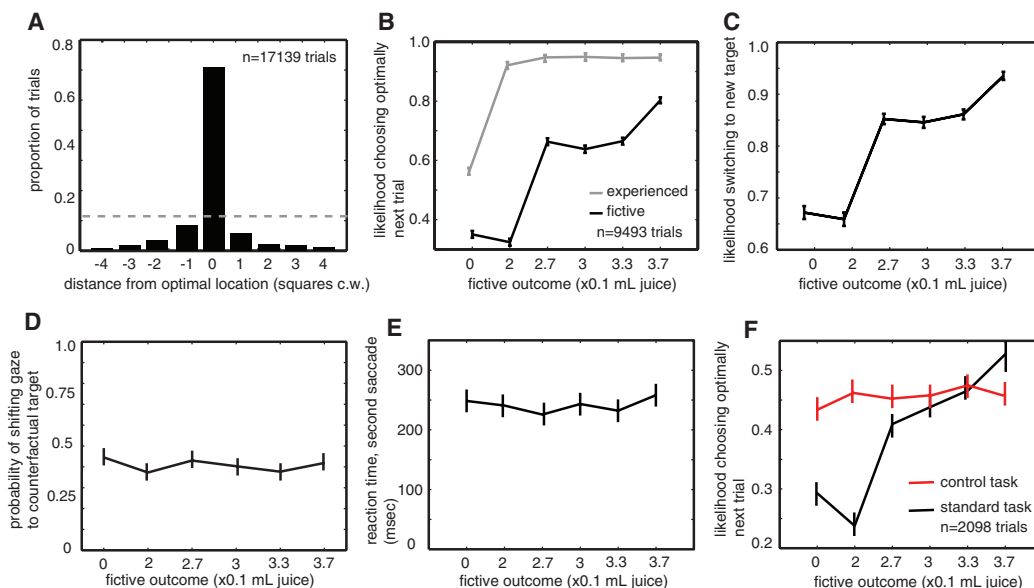 A
0.8
0.6
0.4
0.2
0
proportion of trials
n=17139 trials
-4 -3 -2 -1 0 1 2 3 4
distance from optimal location (squares c.w.)
B
1.0
0.8
0.6
0.4
likelihood choosing optimally
next trial
experienced
fictive
n=9493 trials
0 2 2.7 3 3.3 3.7
fictive outcome (x0.1 mL juice)
C
1.0
0.9
0.8
0.7
0.6
likelihood switching to new target
0 2 2.7 3 3.3 3.7
fictive outcome (x0.1 mL juice)
D
1.0
0.75
0.5
0.25
0
probability of shifting gaze
to counterfactual target
0 2 2.7 3 3.3 3.7
fictive outcome (x0.1 mL juice)
E
300
200
100
0
reaction time, second saccade
(msec)
0 2 2.7 3 3.3 3.7
fictive outcome (x0.1 mL juice)
F
0.5
0.4
0.3
0.2
likelihood choosing optimally
next trial
control task
standard task
n=2098 trials
0 2 2.7 3 3.3 3.7
fictive outcome (x0.1 mL juice)